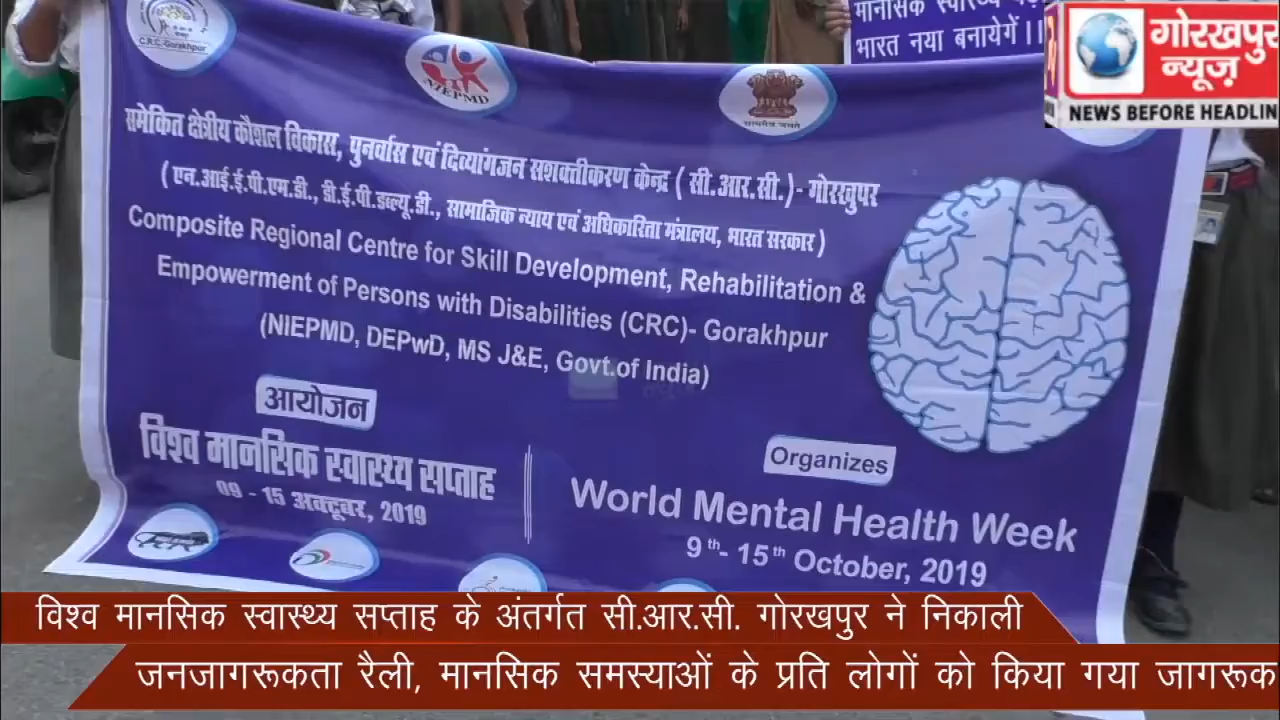 C.R.C-Gorakhpur
NIEPMD
सत्यमेव जयते
भारत नया बनायेगें।।
गोरखपुर
न्यूज़
NEWS BEFORE HEADLIN
समेकित क्षेत्रीय कौशल विकास, पुनर्वास एवं दिव्यांगजन सशक्तीकरण केन्द्र ( सी.आर.सी.)- गोरखपुर
( एन.आई.ई.पी.एम.डी., डी.ई.पी.डब्ल्यू.डी., सामाजिक न्याय एवं अधिकारिता मंत्रालय, भारत सरकार )
Composite Regional Centre for Skill Development, Rehabilitation &
Empowerment of Persons with Disabilities (CRC)- Gorakhpur
(NIEPMD, DEPwD, MS J&E, Govt.of India)
आयोजन
विश्व मानसिक स्वास्थ्य सप्ताह
09 - 15 अक्टूबर, 2019
Organizes
World Mental Health Week
9th- 15th October, 2019
विश्व मानसिक स्वास्थ्य सप्ताह के अंतर्गत सी.आर.सी. गोरखपुर ने निकाली
जनजागरूकता रैली, मानसिक समस्याओं के प्रति लोगों को किया गया जागरूक